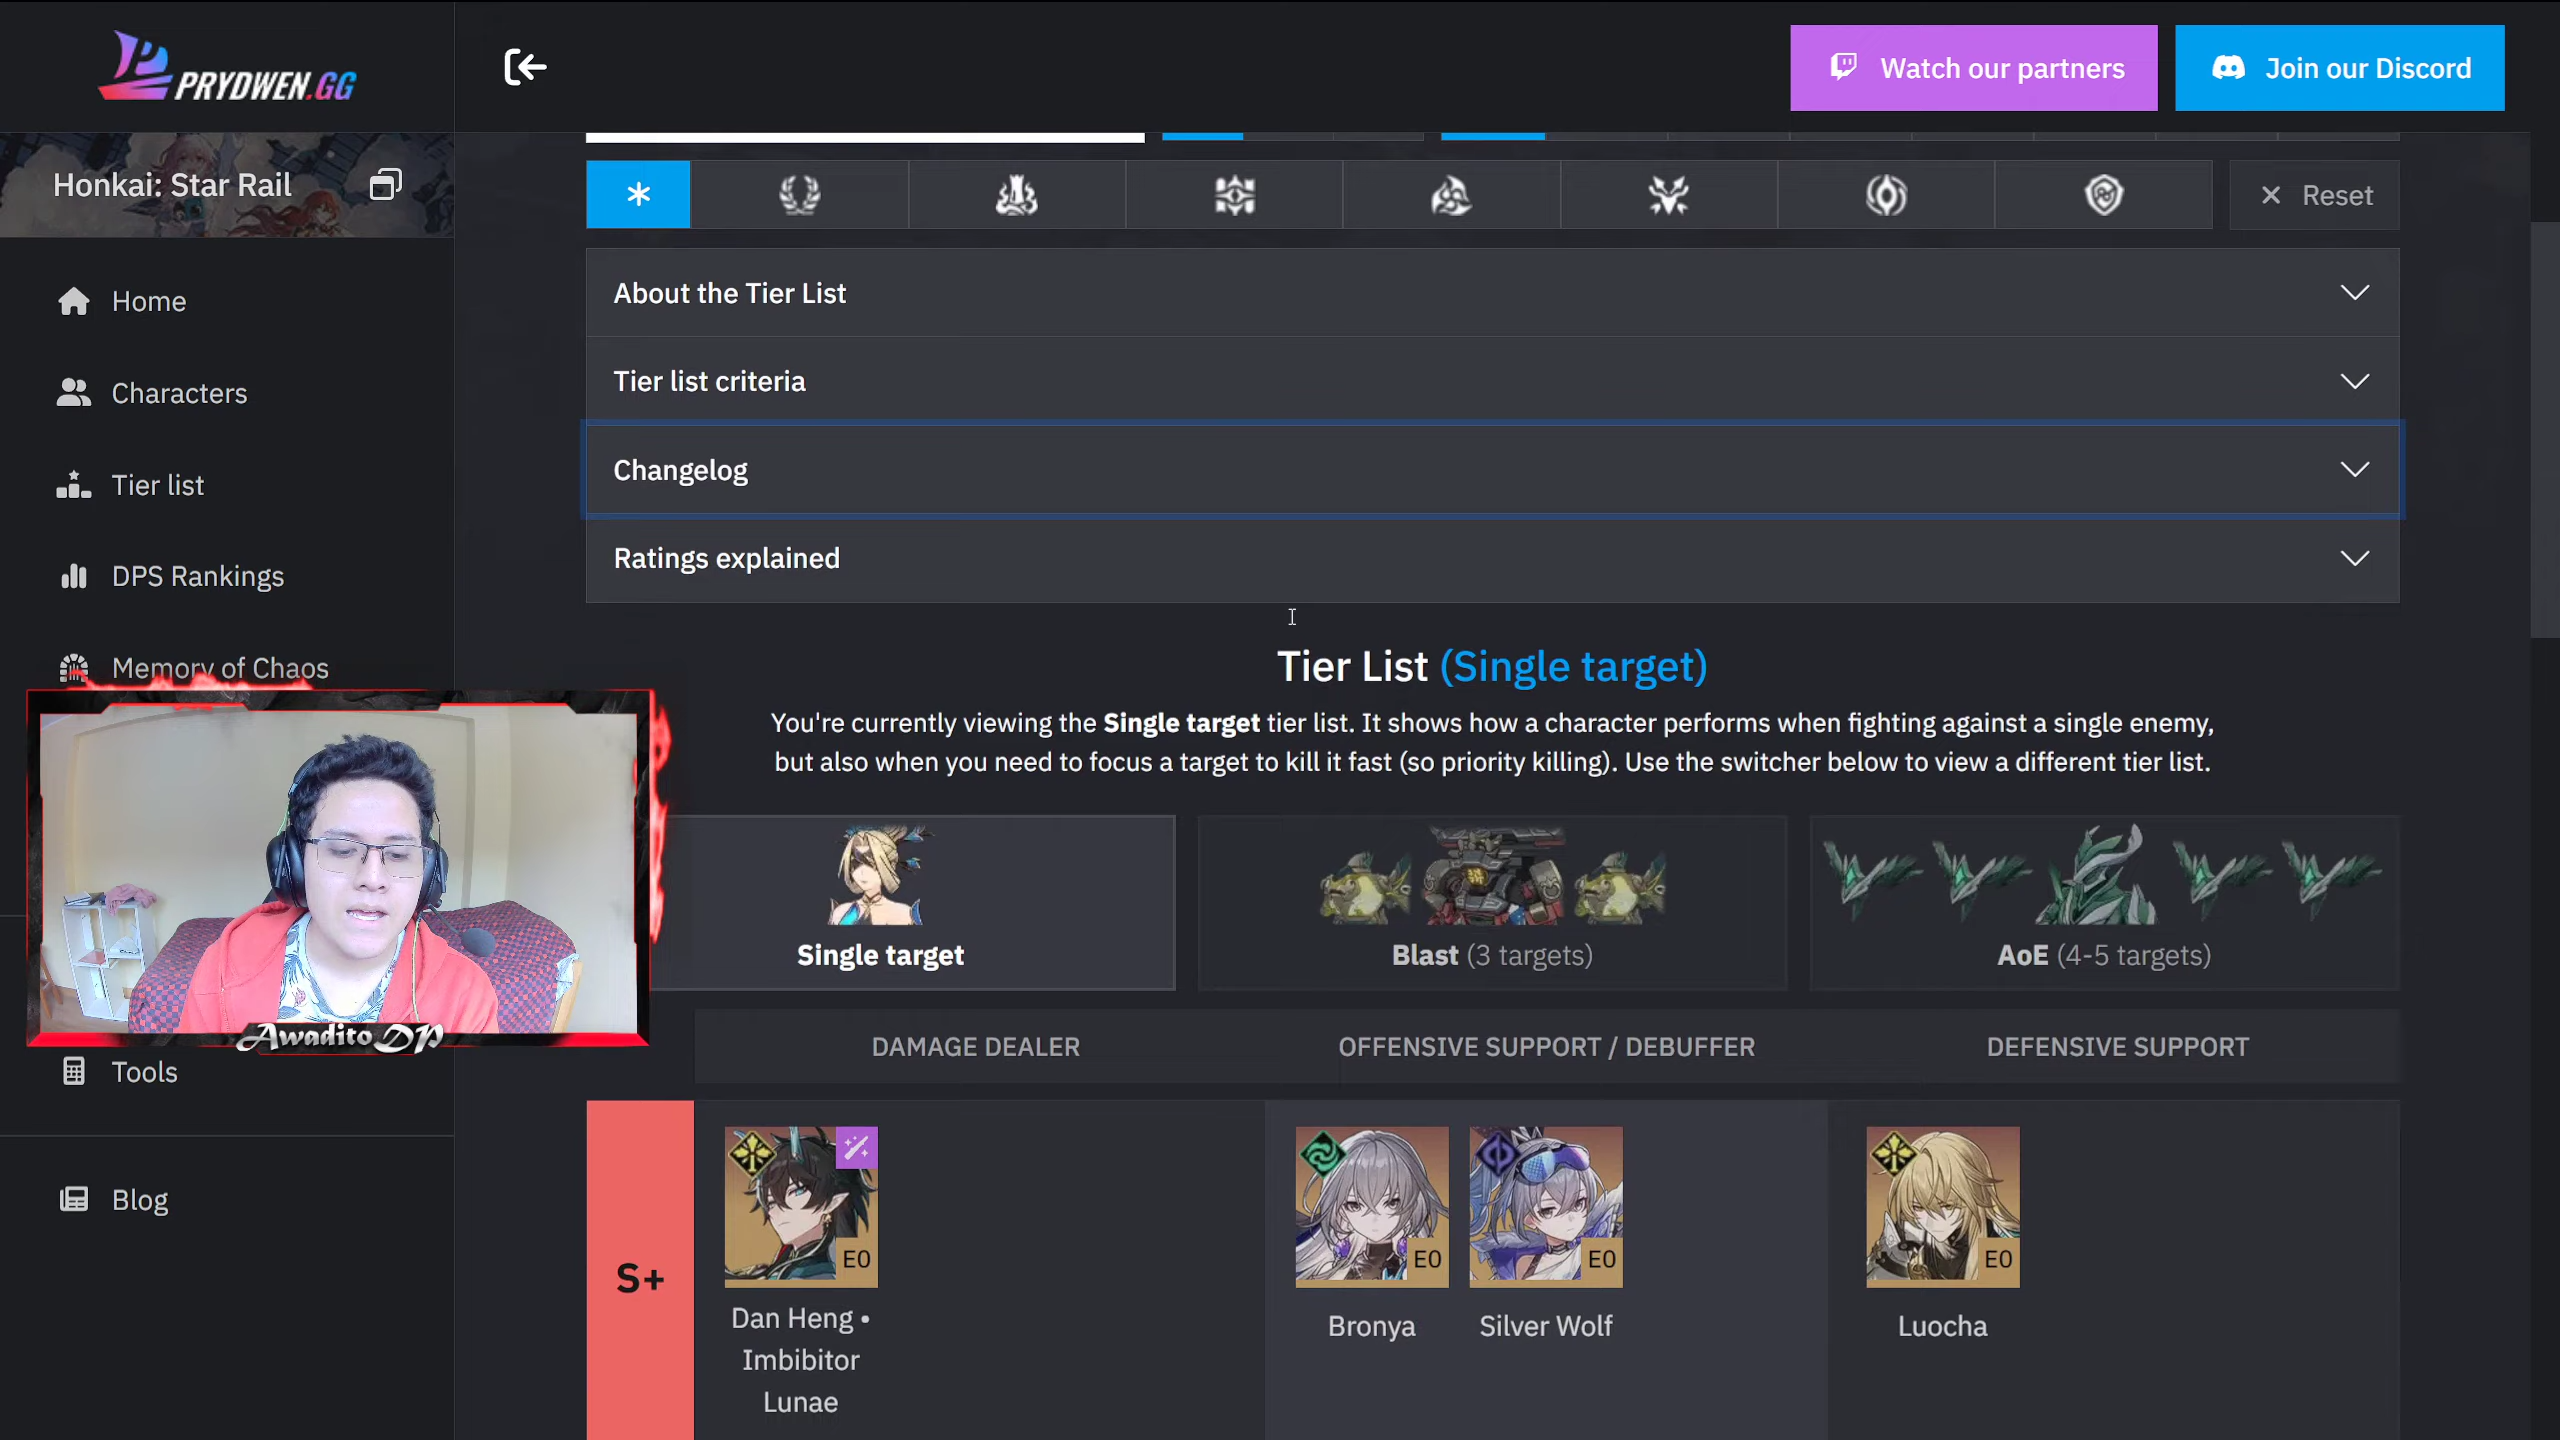 PRYDWEN.GG
Watch our partners
Join our Discord
Honkai: Star Rail
Reset
Home
Characters
Tier list
DPS Rankings
Memory of Chaos
Tools
Blog
About the Tier List
Tier list criteria
Changelog
Ratings explained
Tier List (Single target)
You're currently viewing the Single target tier list. It shows how a character performs when fighting against a single enemy,
but also when you need to focus a target to kill it fast (so priority killing). Use the switcher below to view a different tier list.
Single target
Blast (3 targets)
AoE (4-5 targets)
Awadito DP
DAMAGE DEALER
OFFENSIVE SUPPORT / DEBUFFER
DEFENSIVE SUPPORT
S+
E0
Dan Heng •
Imbibitor
Lunae
E0
Bronya
E0
Silver Wolf
E0
Luocha